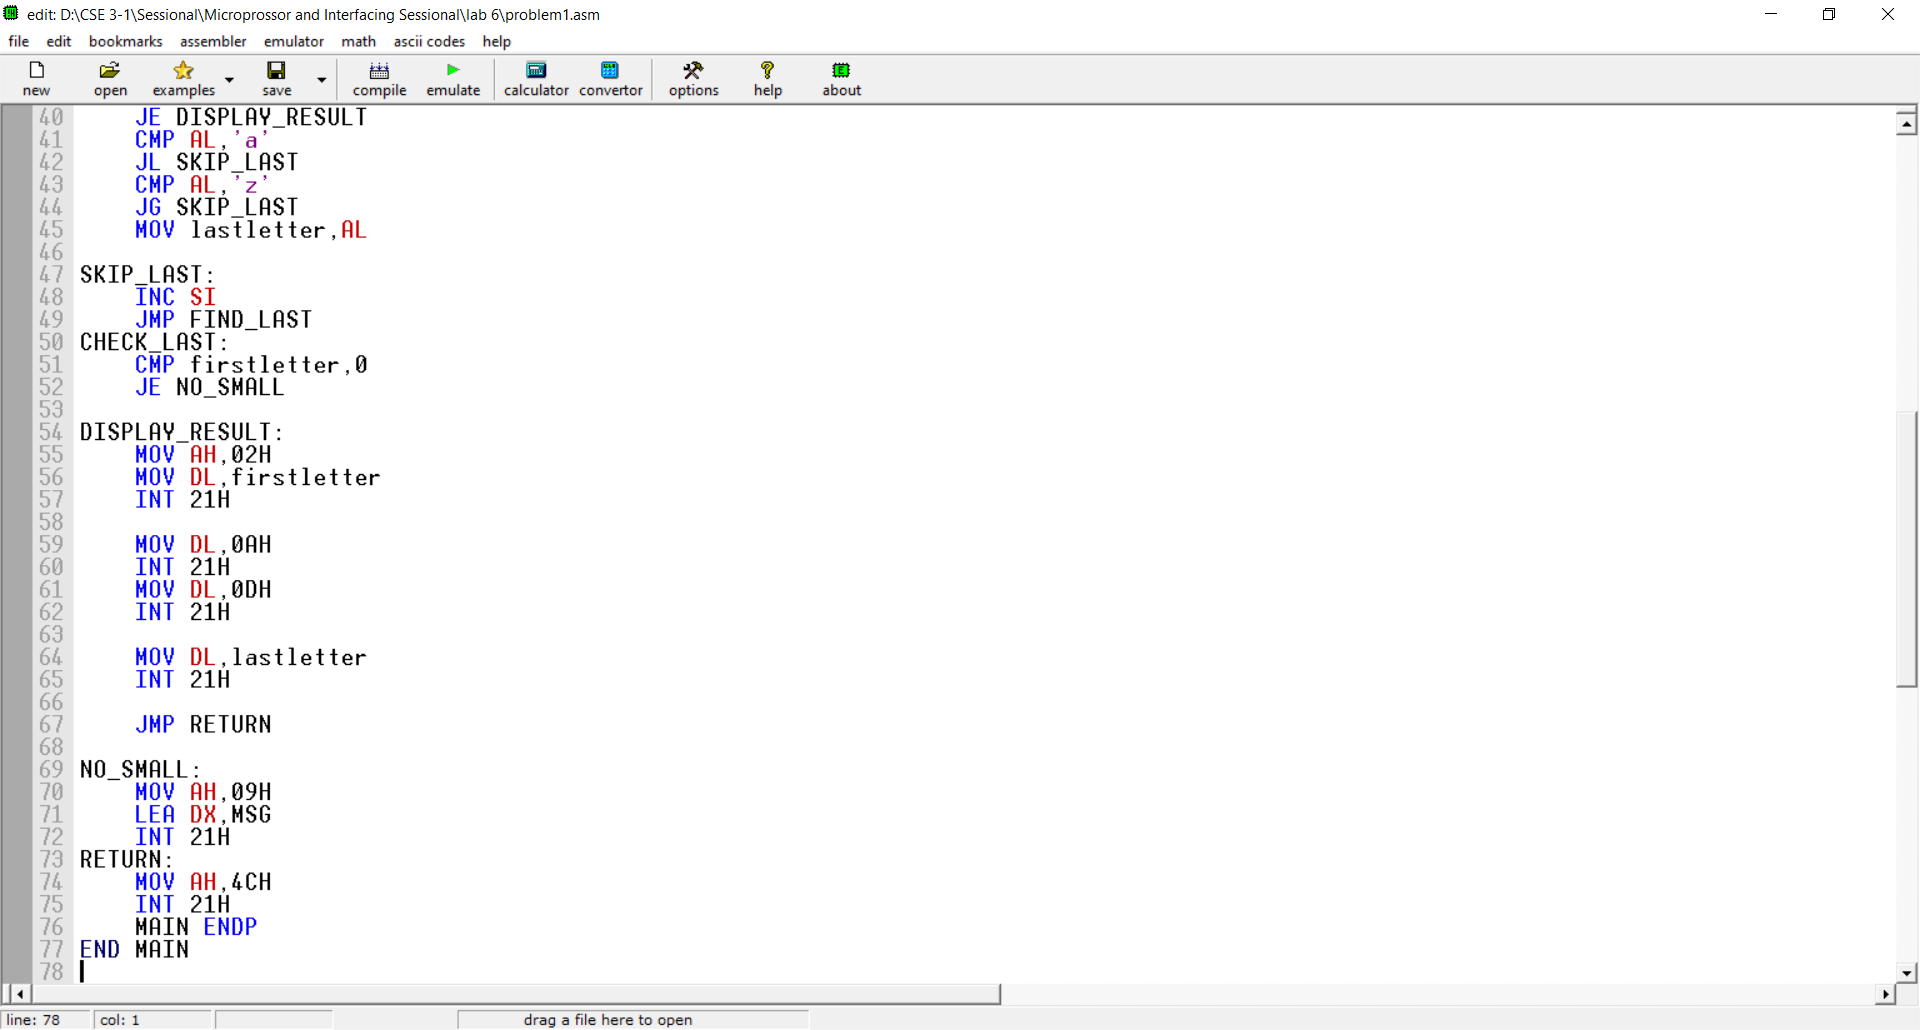 edit: D:\CSE 3-1\Sessional\Microprossor and Interfacing Sessional\lab 6\problem1.asm
file edit bookmarks assembler emulator math ascii codes help
new open examples save compile emulate calculator convertor options help about
40 JE DISPLAY_RESULT
41 CMP AL,'a'
42 JL SKIP_LAST
43 CMP AL,'z'
44 JG SKIP_LAST
45 MOV lastletter,AL
46
47 SKIP_LAST:
48 INC SI
49 JMP FIND_LAST
50 CHECK_LAST:
51 CMP firstletter,0
52 JE NO_SMALL
53
54 DISPLAY_RESULT:
55 MOV AH,02H
56 MOV DL,firstletter
57 INT 21H
58
59 MOV DL,0AH
60 INT 21H
61 MOV DL,0DH
62 INT 21H
63
64 MOV DL,lastletter
65 INT 21H
66
67 JMP RETURN
68
69 NO_SMALL:
70 MOV AH,09H
71 LEA DX,MSG
72 INT 21H
73 RETURN:
74 MOV AH,4CH
75 INT 21H
76 MAIN ENDP
77 END MAIN
78
line: 78 col: 1 drag a file here to open